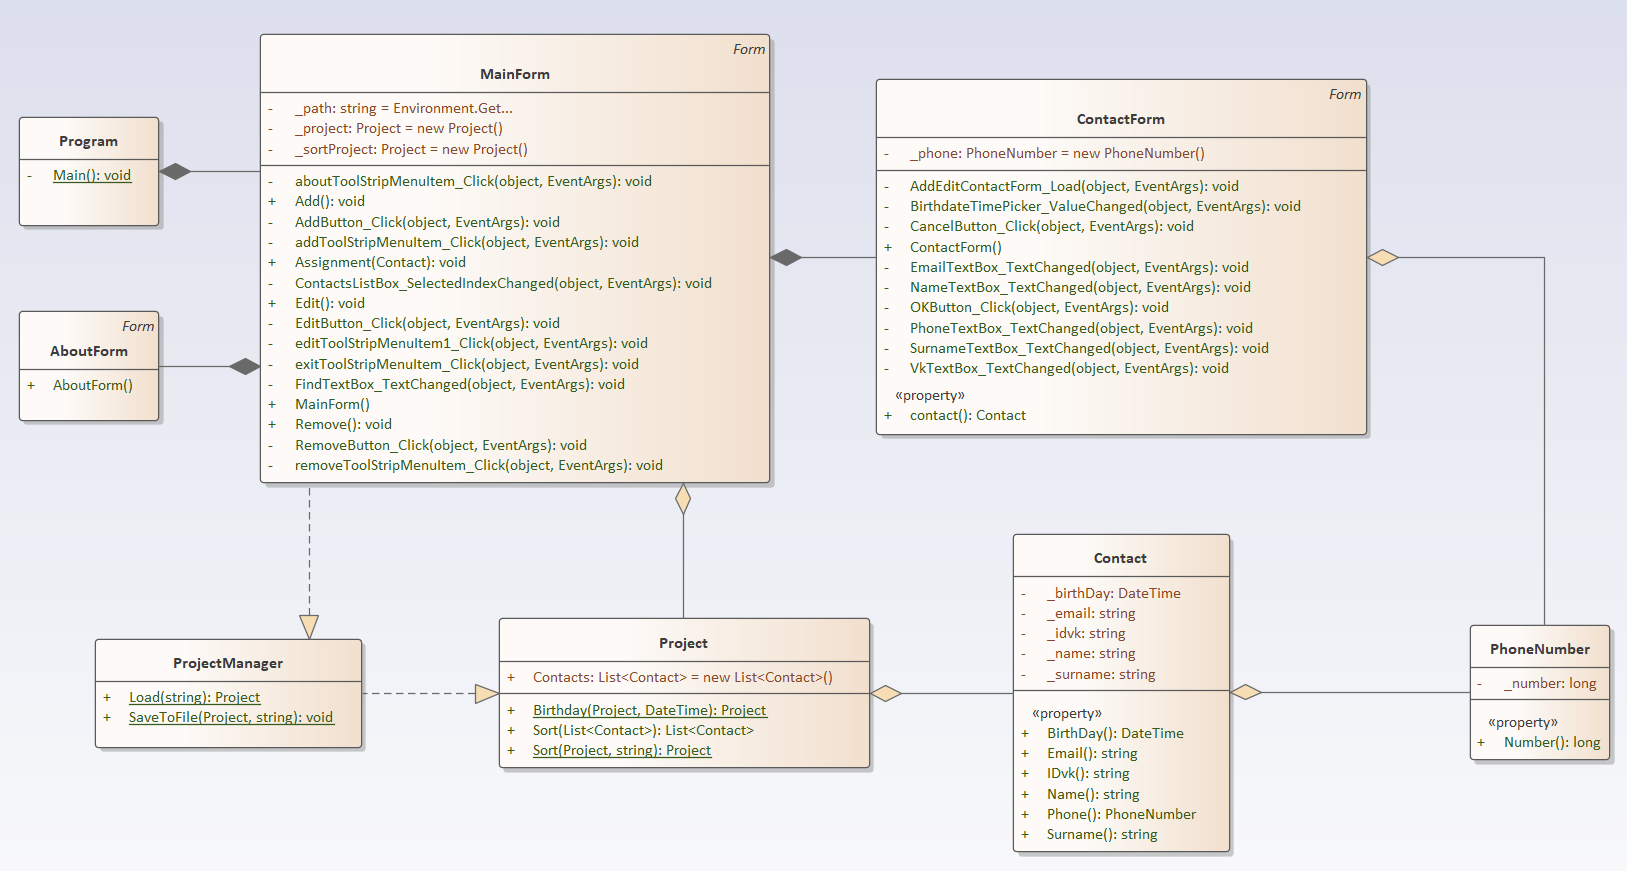 Program
- Main(): void
Form
AboutForm
+ AboutForm()
Form
MainForm
- _path: string = Environment.Get...
- _project: Project = new Project()
- _sortProject: Project = new Project()
- aboutToolStripMenuItem_Click(object, EventArgs): void
+ Add(): void
- AddButton_Click(object, EventArgs): void
- addToolStripMenuItem_Click(object, EventArgs): void
+ Assignment(Contact): void
- ContactsListBox_SelectedIndexChanged(object, EventArgs): void
+ Edit(): void
- EditButton_Click(object, EventArgs): void
- editToolStripMenuItem1_Click(object, EventArgs): void
- exitToolStripMenuItem_Click(object, EventArgs): void
- FindTextBox_TextChanged(object, EventArgs): void
+ MainForm()
+ Remove(): void
- RemoveButton_Click(object, EventArgs): void
- removeToolStripMenuItem_Click(object, EventArgs): void
Form
ContactForm
- _phone: PhoneNumber = new PhoneNumber()
- AddEditContactForm_Load(object, EventArgs): void
- BirthdateTimePicker_ValueChanged(object, EventArgs): void
- CancelButton_Click(object, EventArgs): void
+ ContactForm()
- EmailTextBox_TextChanged(object, EventArgs): void
- NameTextBox_TextChanged(object, EventArgs): void
- OKButton_Click(object, EventArgs): void
- PhoneTextBox_TextChanged(object, EventArgs): void
- SurnameTextBox_TextChanged(object, EventArgs): void
- VkTextBox_TextChanged(object, EventArgs): void
«property»
+ contact(): Contact
ProjectManager
+ Load(string): Project
+ SaveToFile(Project, string): void
Project
+ Contacts: List<Contact> = new List<Contact>()
+ Birthday(Project, DateTime): Project
+ Sort(List<Contact>): List<Contact>
+ Sort(Project, string): Project
Contact
- _birthDay: DateTime
- _email: string
- _idvk: string
- _name: string
- _surname: string
«property»
+ BirthDay(): DateTime
+ Email(): string
+ IDvk(): string
+ Name(): string
+ Phone(): PhoneNumber
+ Surname(): string
PhoneNumber
- _number: long
«property»
+ Number(): long